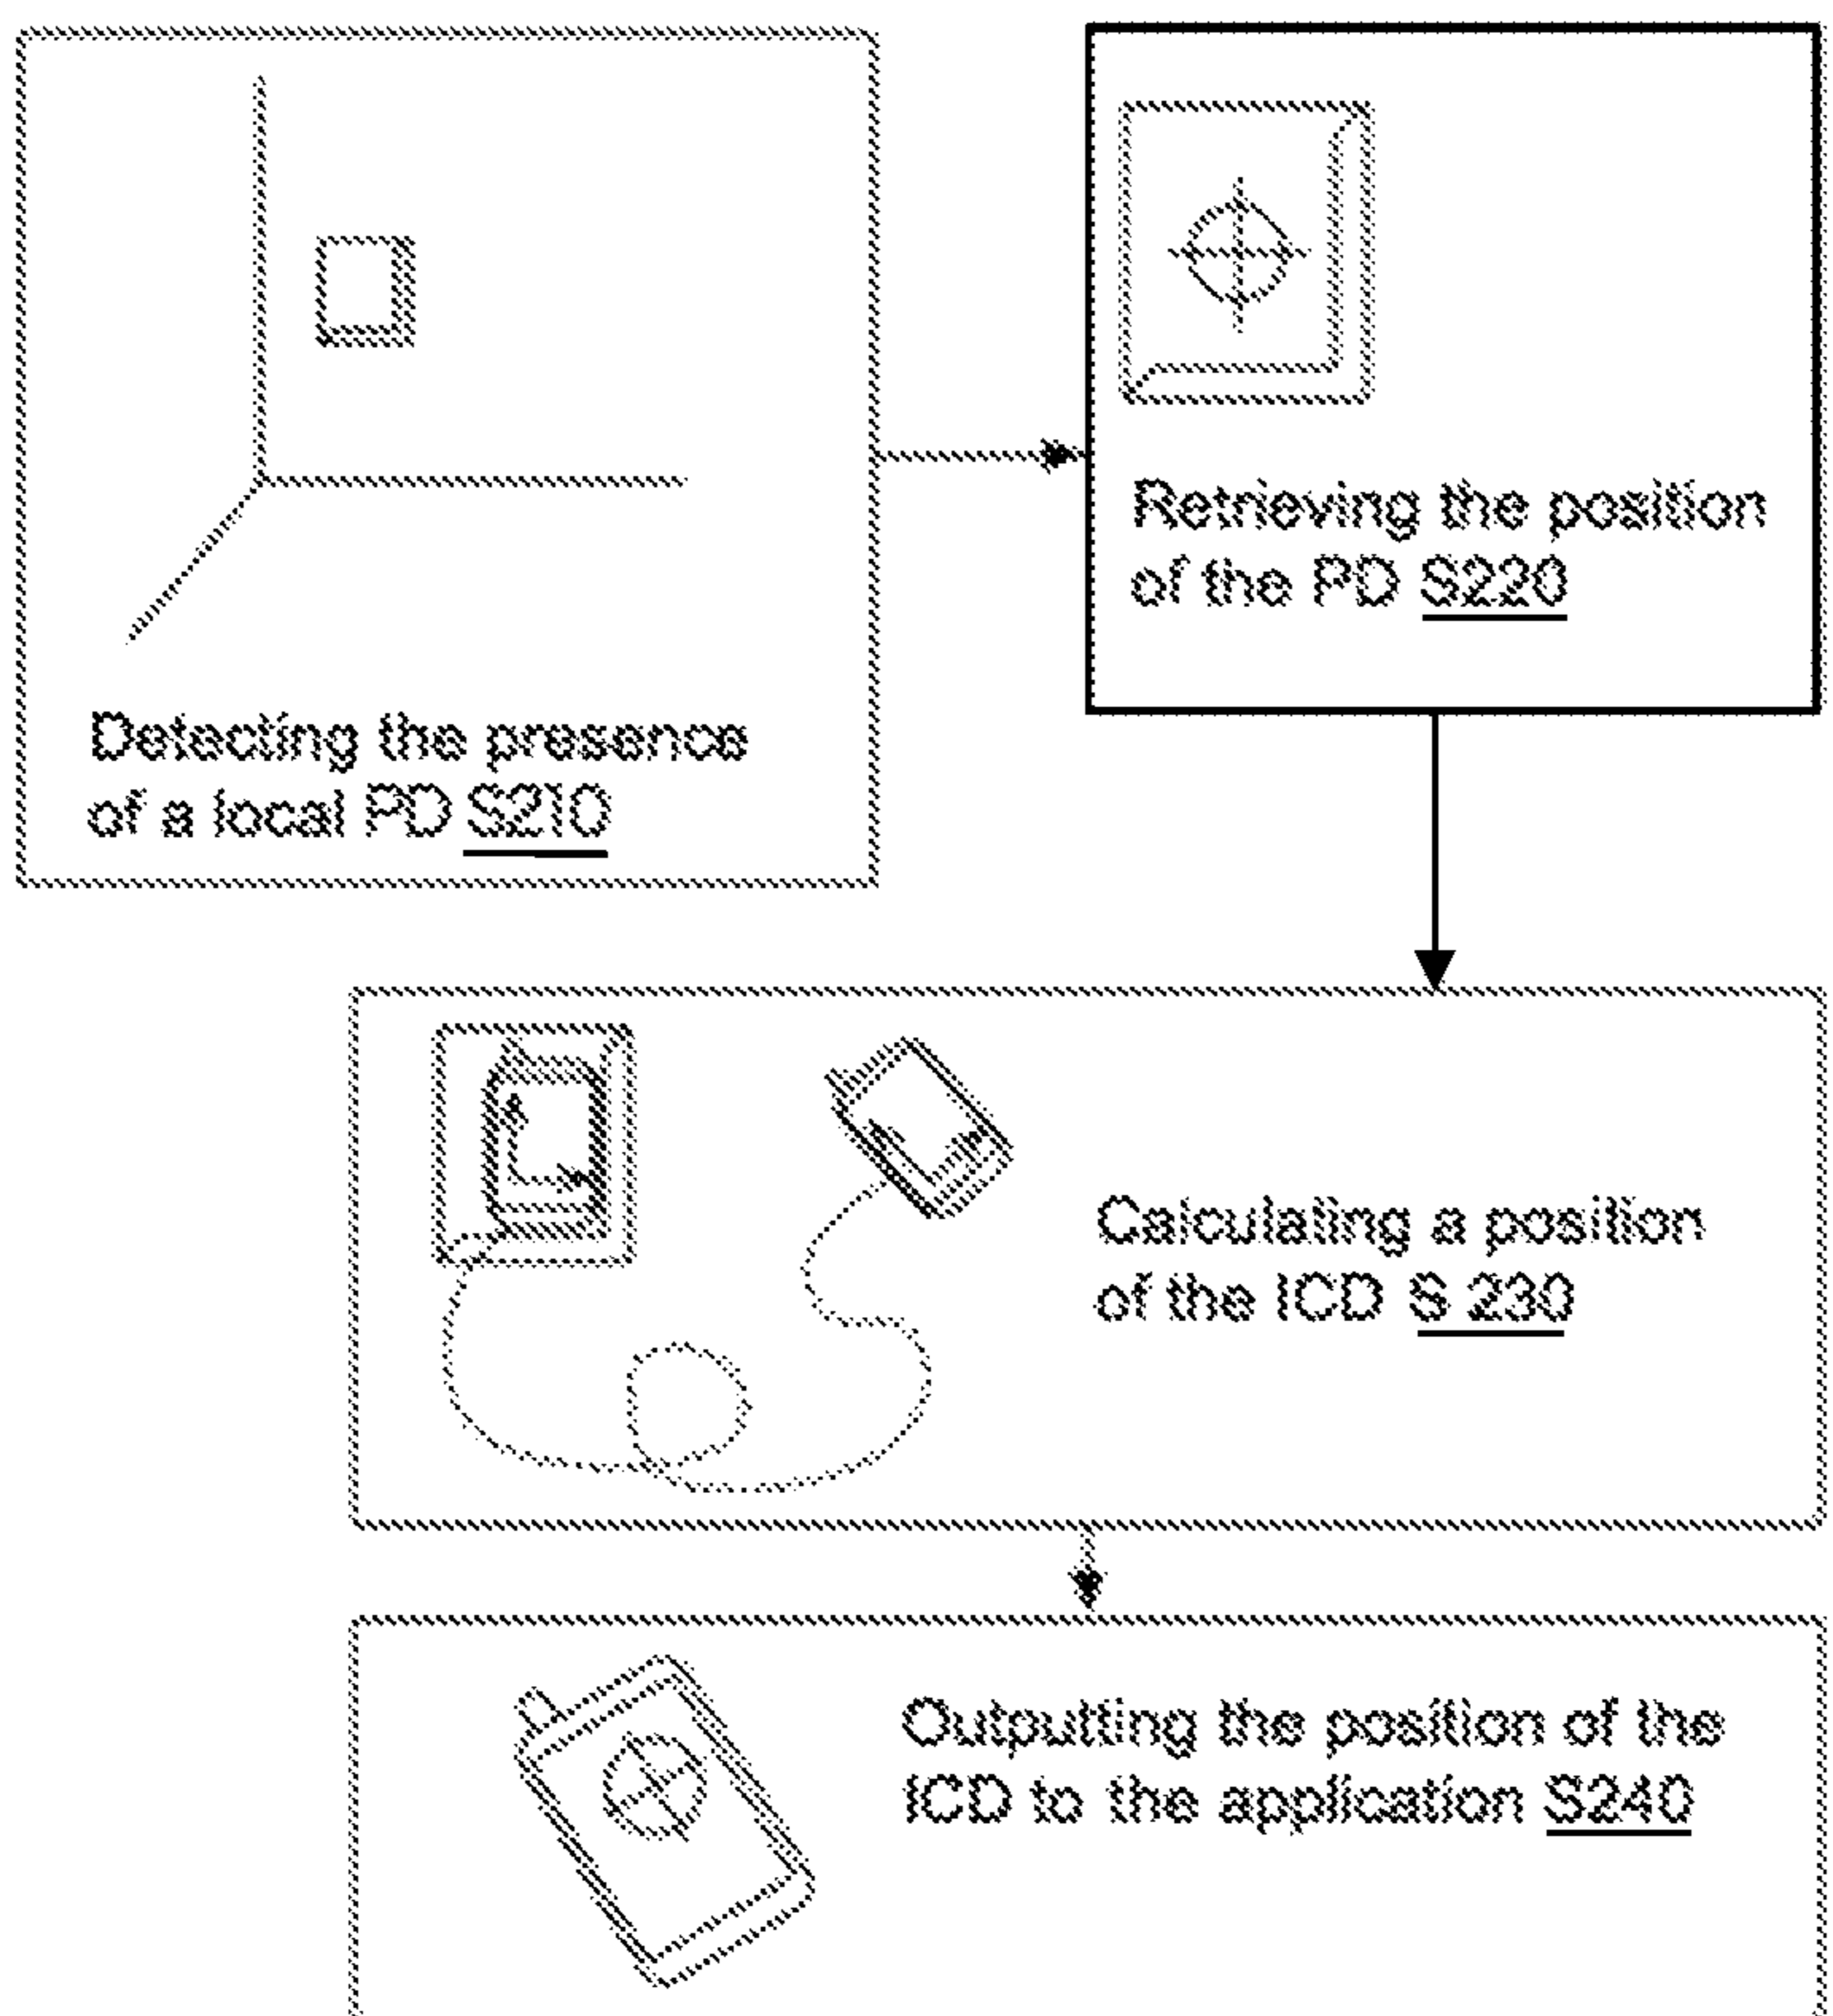 Detecting the presence
of a local PD S210
Retrieving the position
of the PD S220
Calculating a position
of the ICD S 230
Outputting the position of the
ICD to the application S240